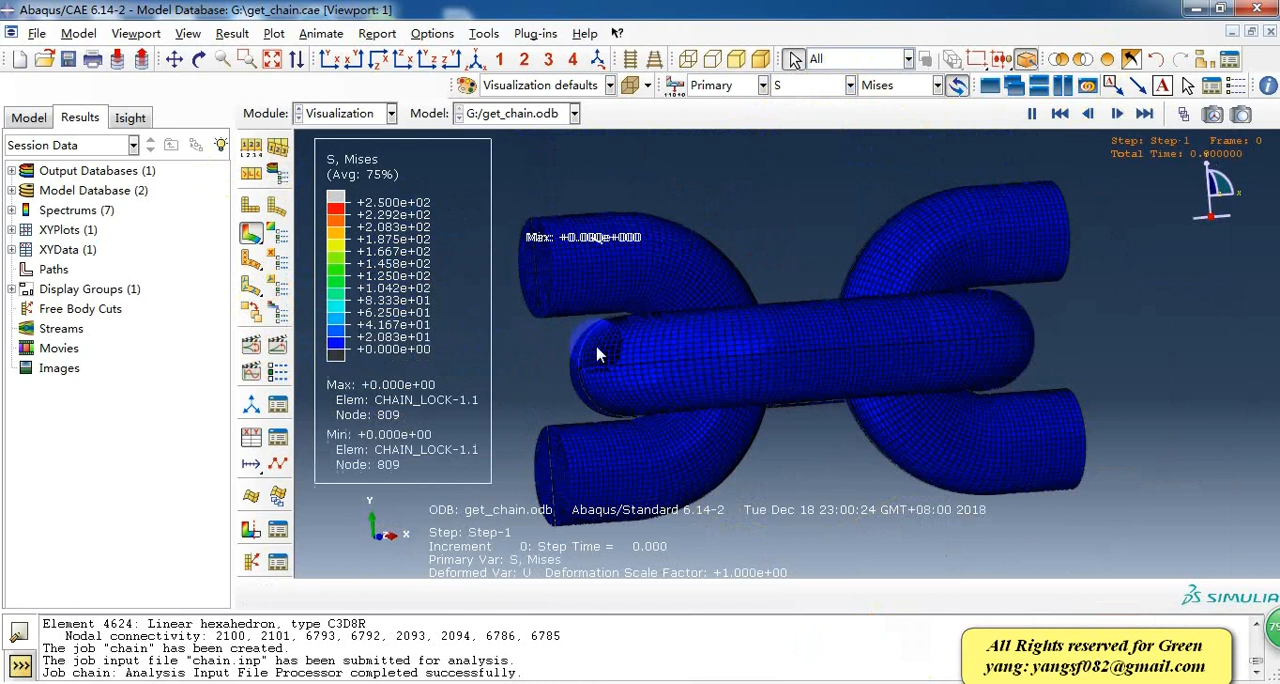 Abaqus/CAE 6.14-2 - Model Database: G:\get_chain.cae [Viewport: 1]
File Model Viewport View Result Plot Animate Report Options Tools Plug-ins Help
1 2 3 4 All
Visualization defaults Primary S Mises
Model Results Isight Module: Visualization Model: G:/get_chain.odb
Session Data
Output Databases (1)
Model Database (2)
Spectrums (7)
XYPlots (1)
XYData (1)
Paths
Display Groups (1)
Free Body Cuts
Streams
Movies
Images
S, Mises
(Avg: 75%)
+2.500e+02
+2.292e+02
+2.083e+02
+1.875e+02
+1.667e+02
+1.458e+02
+1.250e+02
+1.042e+02
+8.333e+01
+6.250e+01
+4.167e+01
+2.083e+01
+0.000e+00
Max: +0.000e+00
Elem: CHAIN_LOCK-1.1
Node: 809
Min: +0.000e+00
Elem: CHAIN_LOCK-1.1
Node: 809
Step: Step-1 Frame: 0
Total Time: 0.000000
Y
X
ODB: get_chain.odb Abaqus/Standard 6.14-2 Tue Dec 18 23:00:24 GMT+08:00 2018
Step: Step-1
Increment 0: Step Time = 0.000
Primary Var: S, Mises
Deformed Var: U Deformation Scale Factor: +1.000e+00
SIMULIA
Element 4624: Linear hexahedron, type C3D8R
Nodal connectivity: 2100, 2101, 6793, 6792, 2093, 2094, 6786, 6785
The job "chain" has been created.
The job input file "chain.inp" has been submitted for analysis.
Job chain: Analysis Input File Processor completed successfully.
All Rights reserved for Green
yang: yangsf082@gmail.com